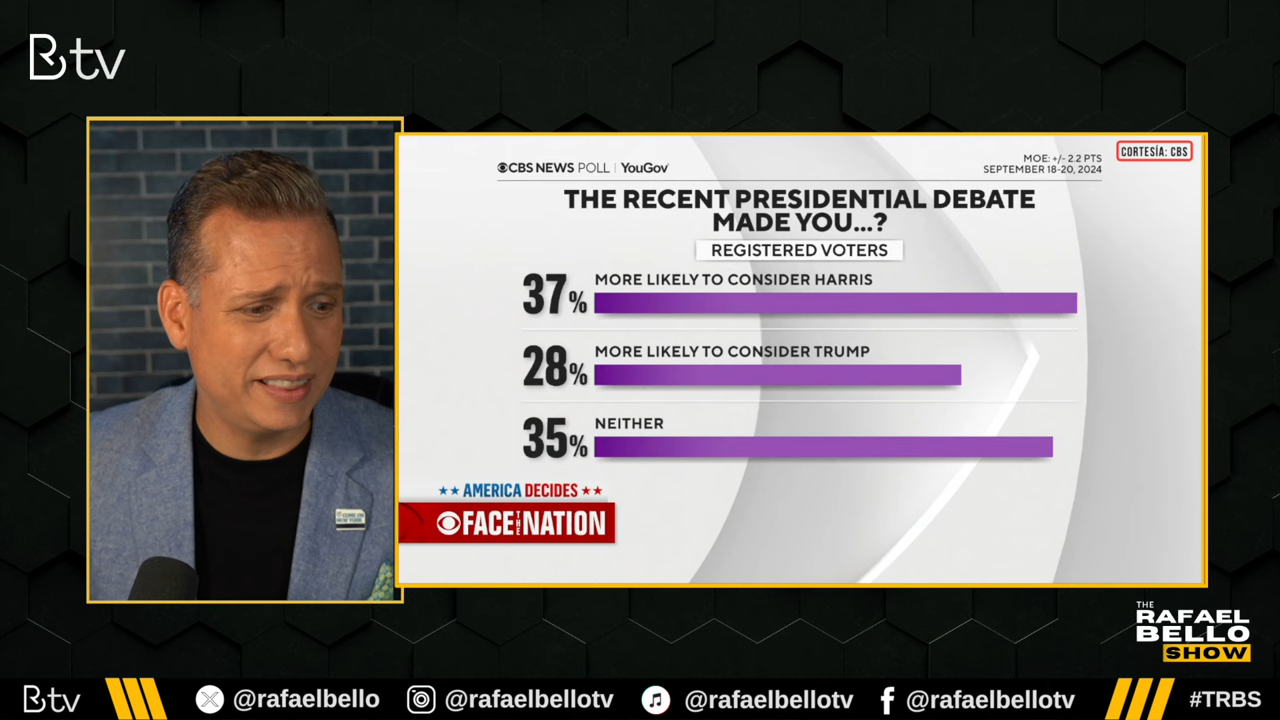 Btv
CORTESÍA: CBS
CBS NEWS POLL | YouGov
MOE: +/- 2.2 PTS
SEPTEMBER 18-20, 2024
THE RECENT PRESIDENTIAL DEBATE
MADE YOU...?
REGISTERED VOTERS
37% MORE LIKELY TO CONSIDER HARRIS
28% MORE LIKELY TO CONSIDER TRUMP
35% NEITHER
★★ AMERICA DECIDES ★★
FACE THE NATION
THE
RAFAEL
BELLO
SHOW
Btv
@rafaelbello
@rafaelbellotv
@rafaelbellotv
@rafaelbellotv
#TRBS